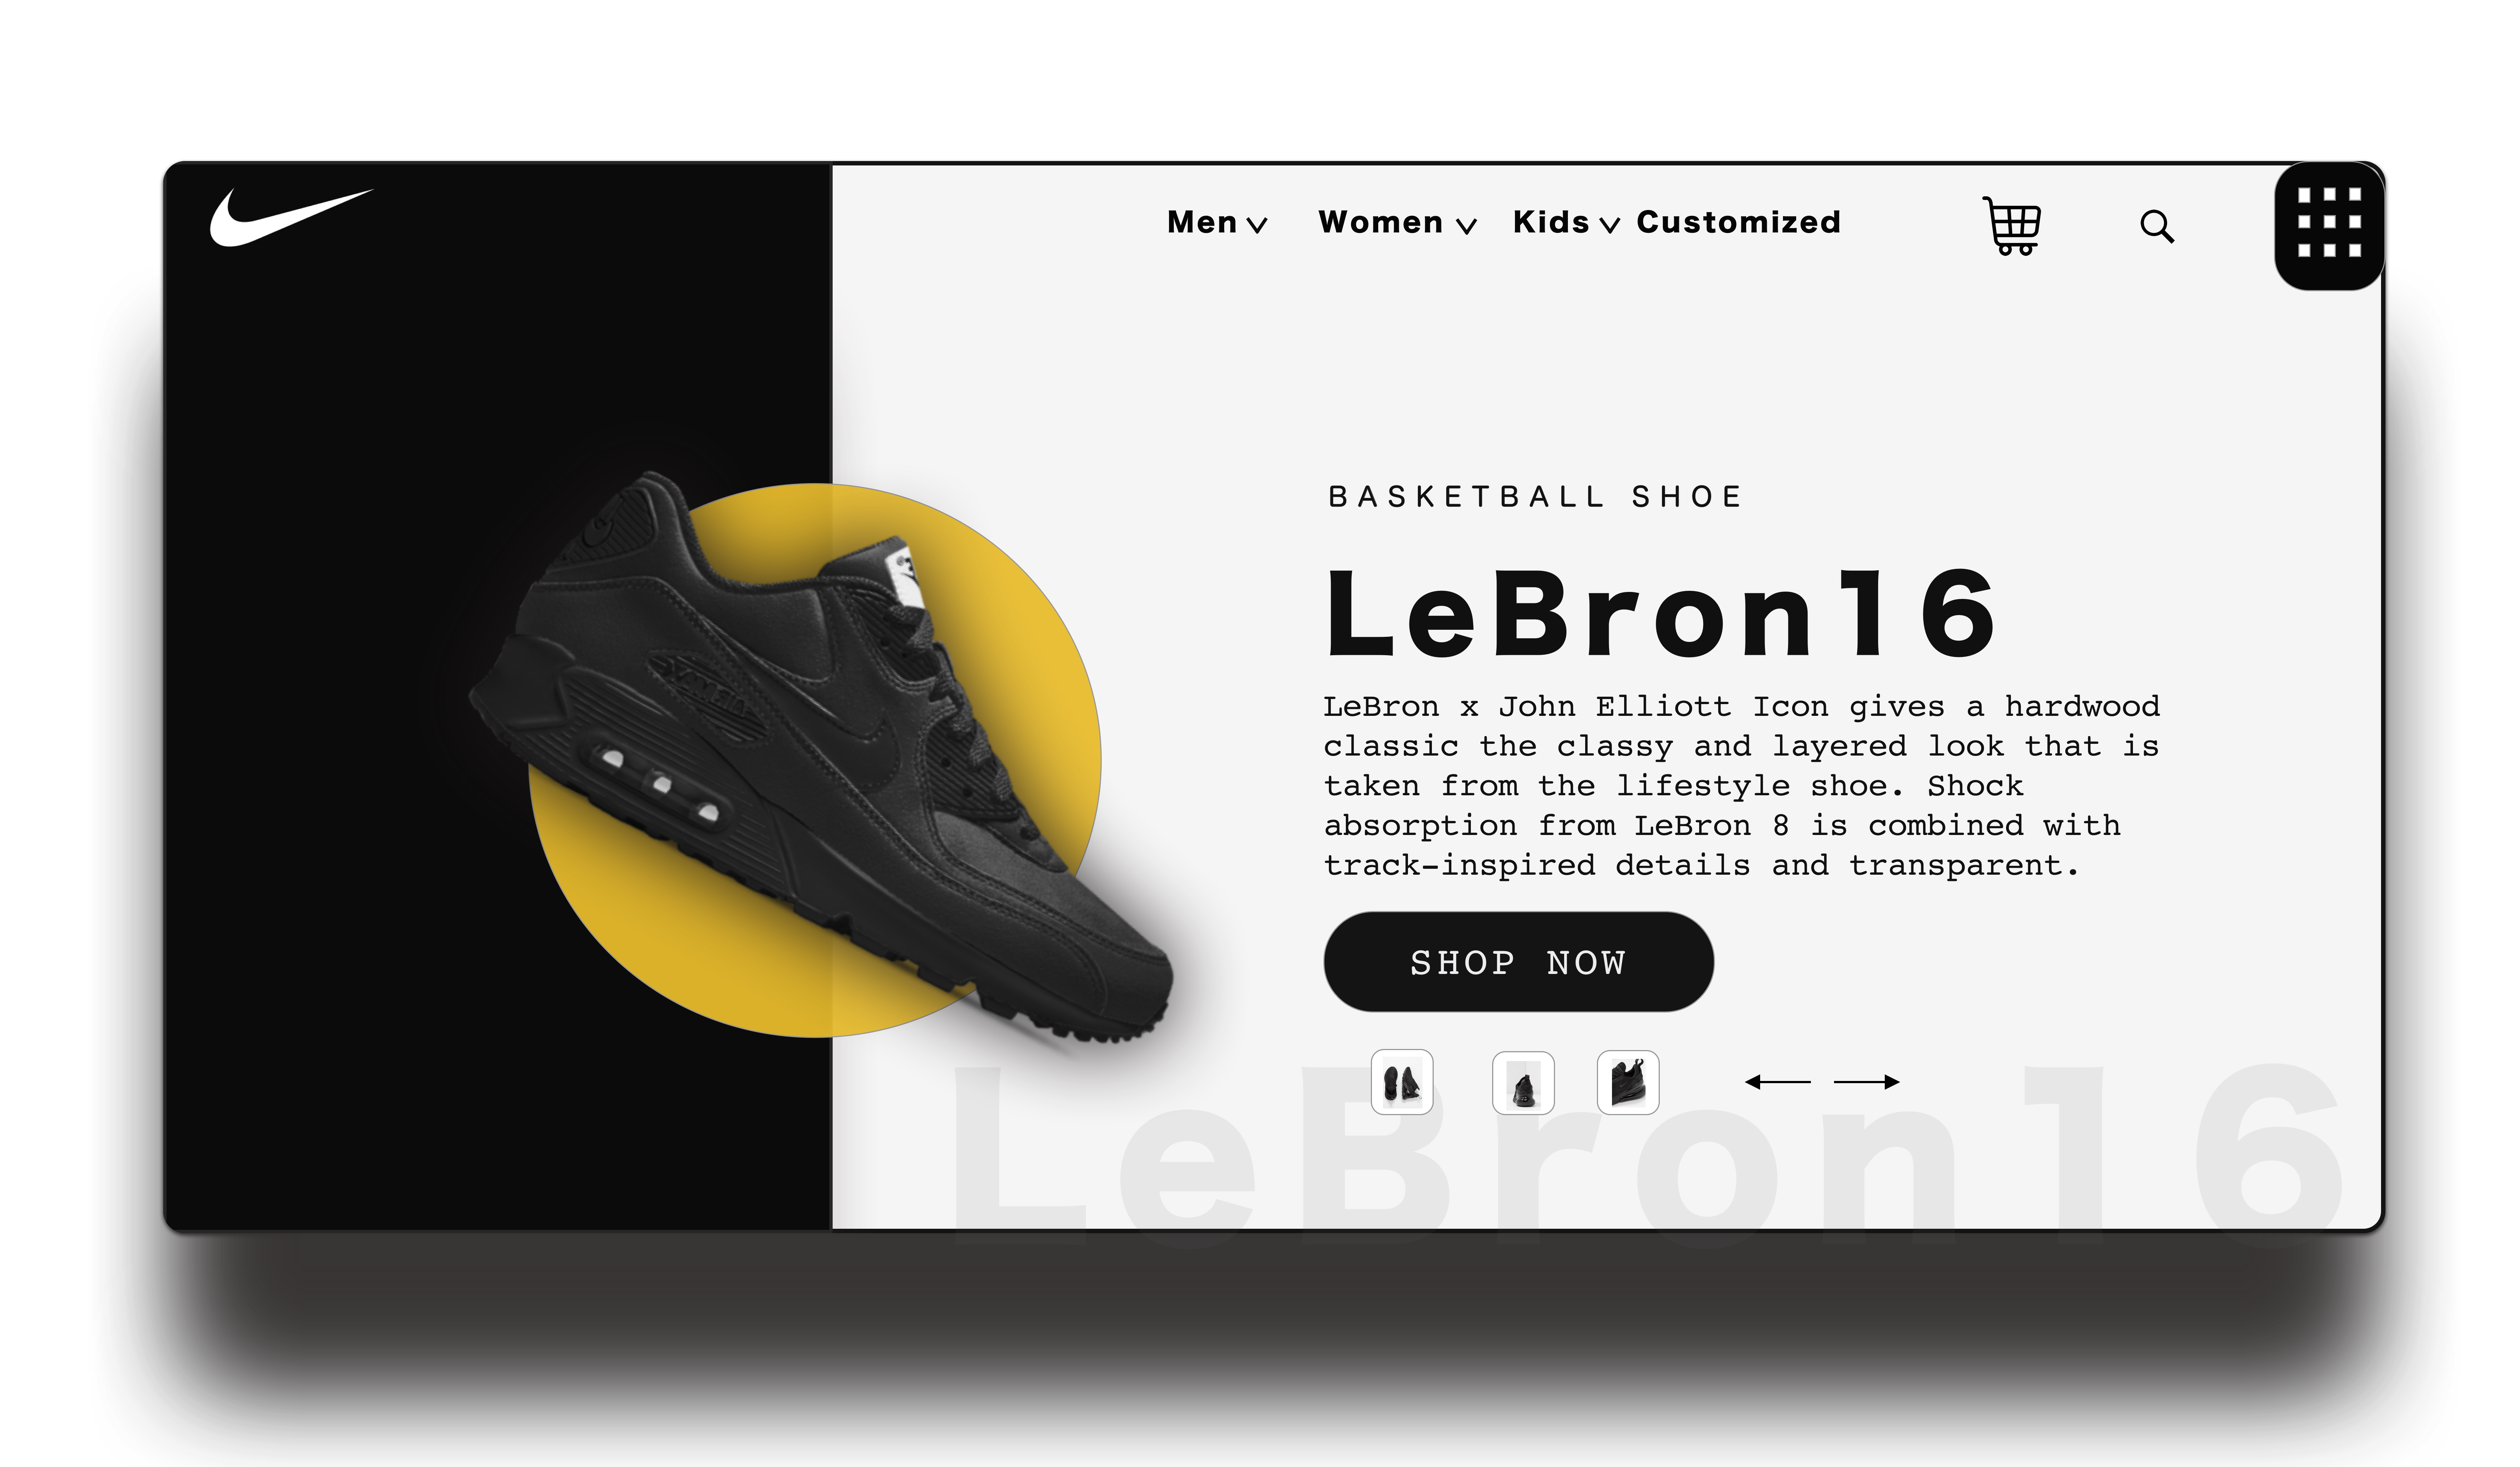 Men
Women
Kids
Customized
BASKETBALL SHOE
LeBron16
LeBron x John Elliott Icon gives a hardwood
classic the classy and layered look that is
taken from the lifestyle shoe. Shock
absorption from LeBron 8 is combined with
track-inspired details and transparent.
SHOP NOW
LeBron16